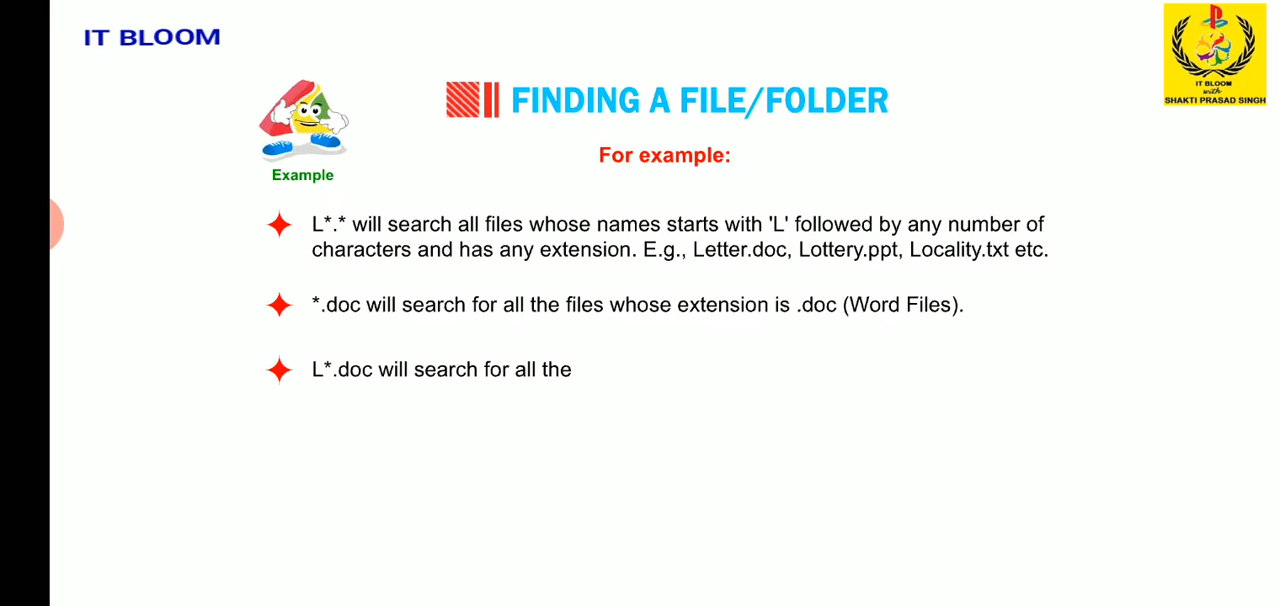 IT BLOOM
IT BLOOM
with
SHAKTI PRASAD SINGH
FINDING A FILE/FOLDER
For example:
Example
L*.* will search all files whose names starts with 'L' followed by any number of
characters and has any extension. E.g., Letter.doc, Lottery.ppt, Locality.txt etc.
*.doc will search for all the files whose extension is .doc (Word Files).
L*.doc will search for all the